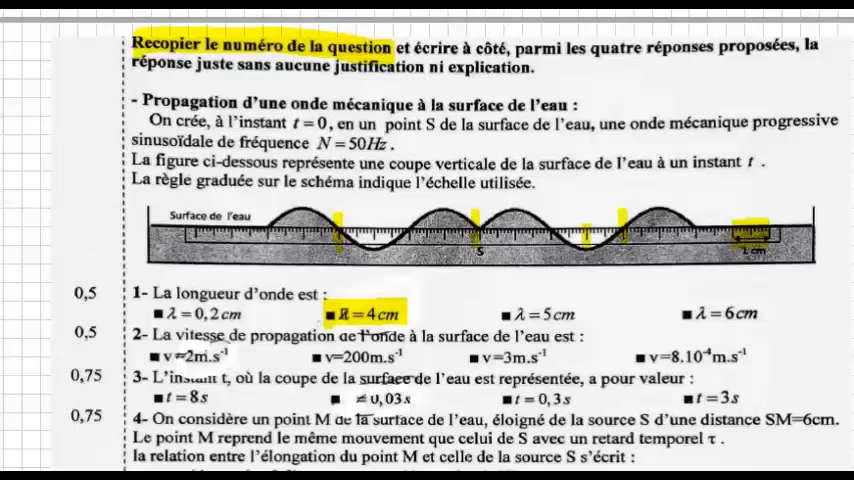 Recopier le numéro de la question et écrire à côté, parmi les quatre réponses proposées, la
réponse juste sans aucune justification ni explication.
- Propagation d'une onde mécanique à la surface de l'eau :
On crée, à l'instant t = 0, en un point S de la surface de l'eau, une onde mécanique progressive
sinusoïdale de fréquence N = 50Hz.
La figure ci-dessous représente une coupe verticale de la surface de l'eau à un instant t .
La règle graduée sur le schéma indique l'échelle utilisée.
Surface de l'eau
S
1 cm
0,5 1- La longueur d'onde est :
■ λ = 0,2 cm ■ = 4 cm ■ λ = 5 cm ■ λ = 6 cm
0,5 2- La vitesse de propagation de l'onde à la surface de l'eau est :
■ v=2m.s⁻¹ ■ v=200m.s⁻¹ ■ v=3m.s⁻¹ ■ v=8.10⁻⁴m.s⁻¹
0,75 3- L'instant t, où la coupe de la surface de l'eau est représentée, a pour valeur :
■ t = 8s ■ = 0,03s ■ t = 0,3s ■ t = 3s
0,75 4- On considère un point M de la surface de l'eau, éloigné de la source S d'une distance SM=6cm.
Le point M reprend le même mouvement que celui de S avec un retard temporel τ .
la relation entre l'élongation du point M et celle de la source S s'écrit :